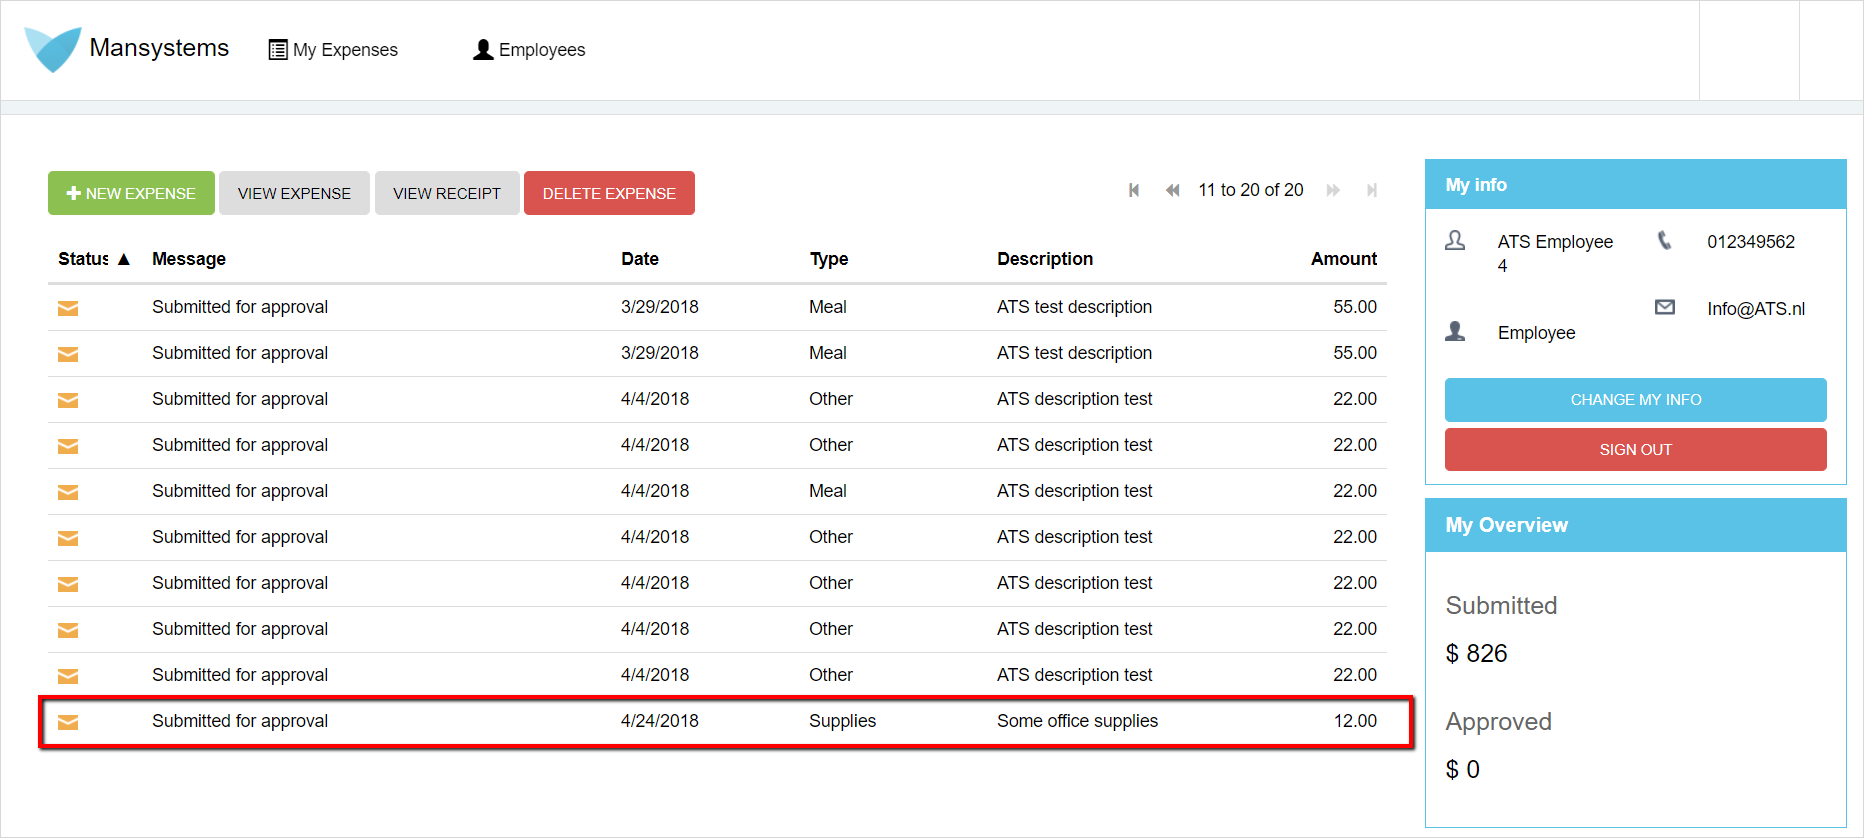 Mansystems My Expenses Employees
NEW EXPENSE VIEW EXPENSE VIEW RECEIPT DELETE EXPENSE 11 to 20 of 20
Status ▲ Message Date Type Description Amount
Submitted for approval 3/29/2018 Meal ATS test description 55.00
Submitted for approval 3/29/2018 Meal ATS test description 55.00
Submitted for approval 4/4/2018 Other ATS description test 22.00
Submitted for approval 4/4/2018 Other ATS description test 22.00
Submitted for approval 4/4/2018 Meal ATS description test 22.00
Submitted for approval 4/4/2018 Other ATS description test 22.00
Submitted for approval 4/4/2018 Other ATS description test 22.00
Submitted for approval 4/4/2018 Other ATS description test 22.00
Submitted for approval 4/4/2018 Other ATS description test 22.00
Submitted for approval 4/24/2018 Supplies Some office supplies 12.00
My info
ATS Employee 012349562
4
Info@ATS.nl
Employee
CHANGE MY INFO
SIGN OUT
My Overview
Submitted
$ 826
Approved
$ 0